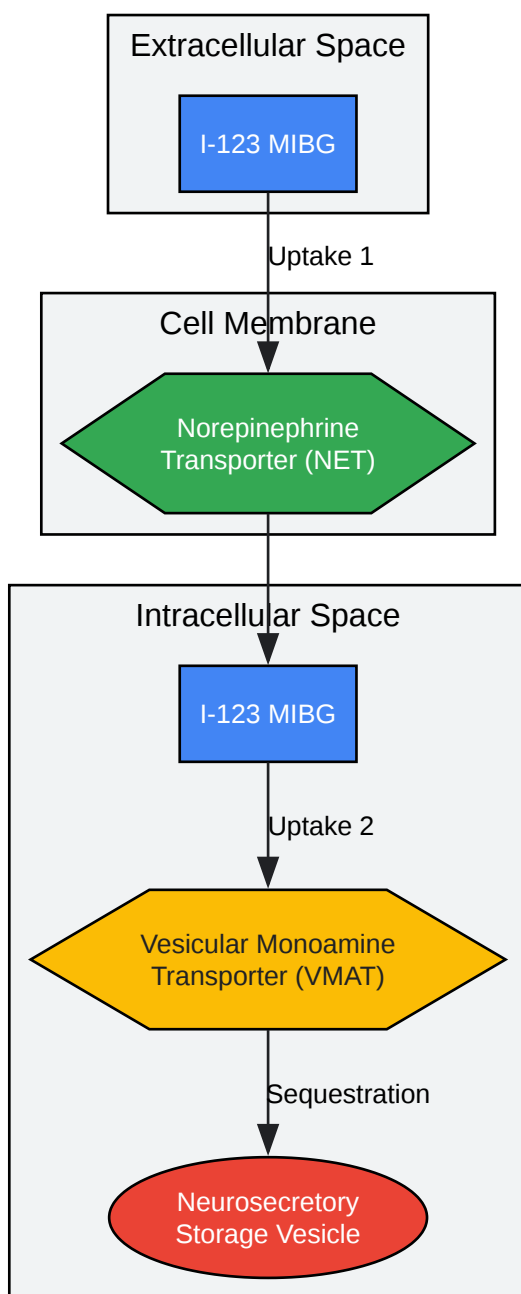 Extracellular Space
I-123 MIBG
Uptake 1
Cell Membrane
Norepinephrine
Transporter (NET)
Intracellular Space
I-123 MIBG
Uptake 2
Vesicular Monoamine
Transporter (VMAT)
Sequestration
Neurosecretory
Storage Vesicle